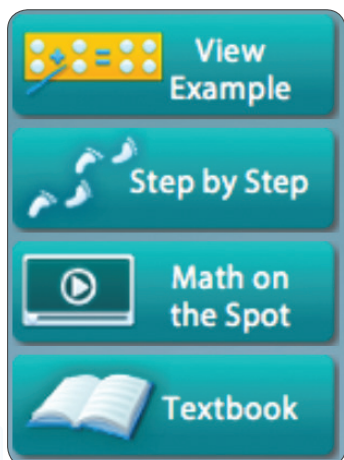 View
Example
Step by Step
Math on
the Spot
Textbook